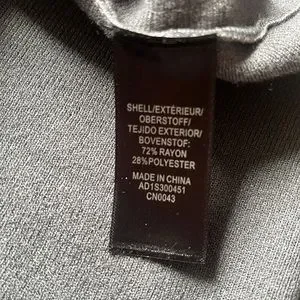 SHELL/EXTÉRIEUR/
OBERSTOFF/
TEJIDO EXTERIOR/
BOVENSTOF:
72% RAYON
28%POLYESTER
MADE IN CHINA
AD1S300451
CN0043